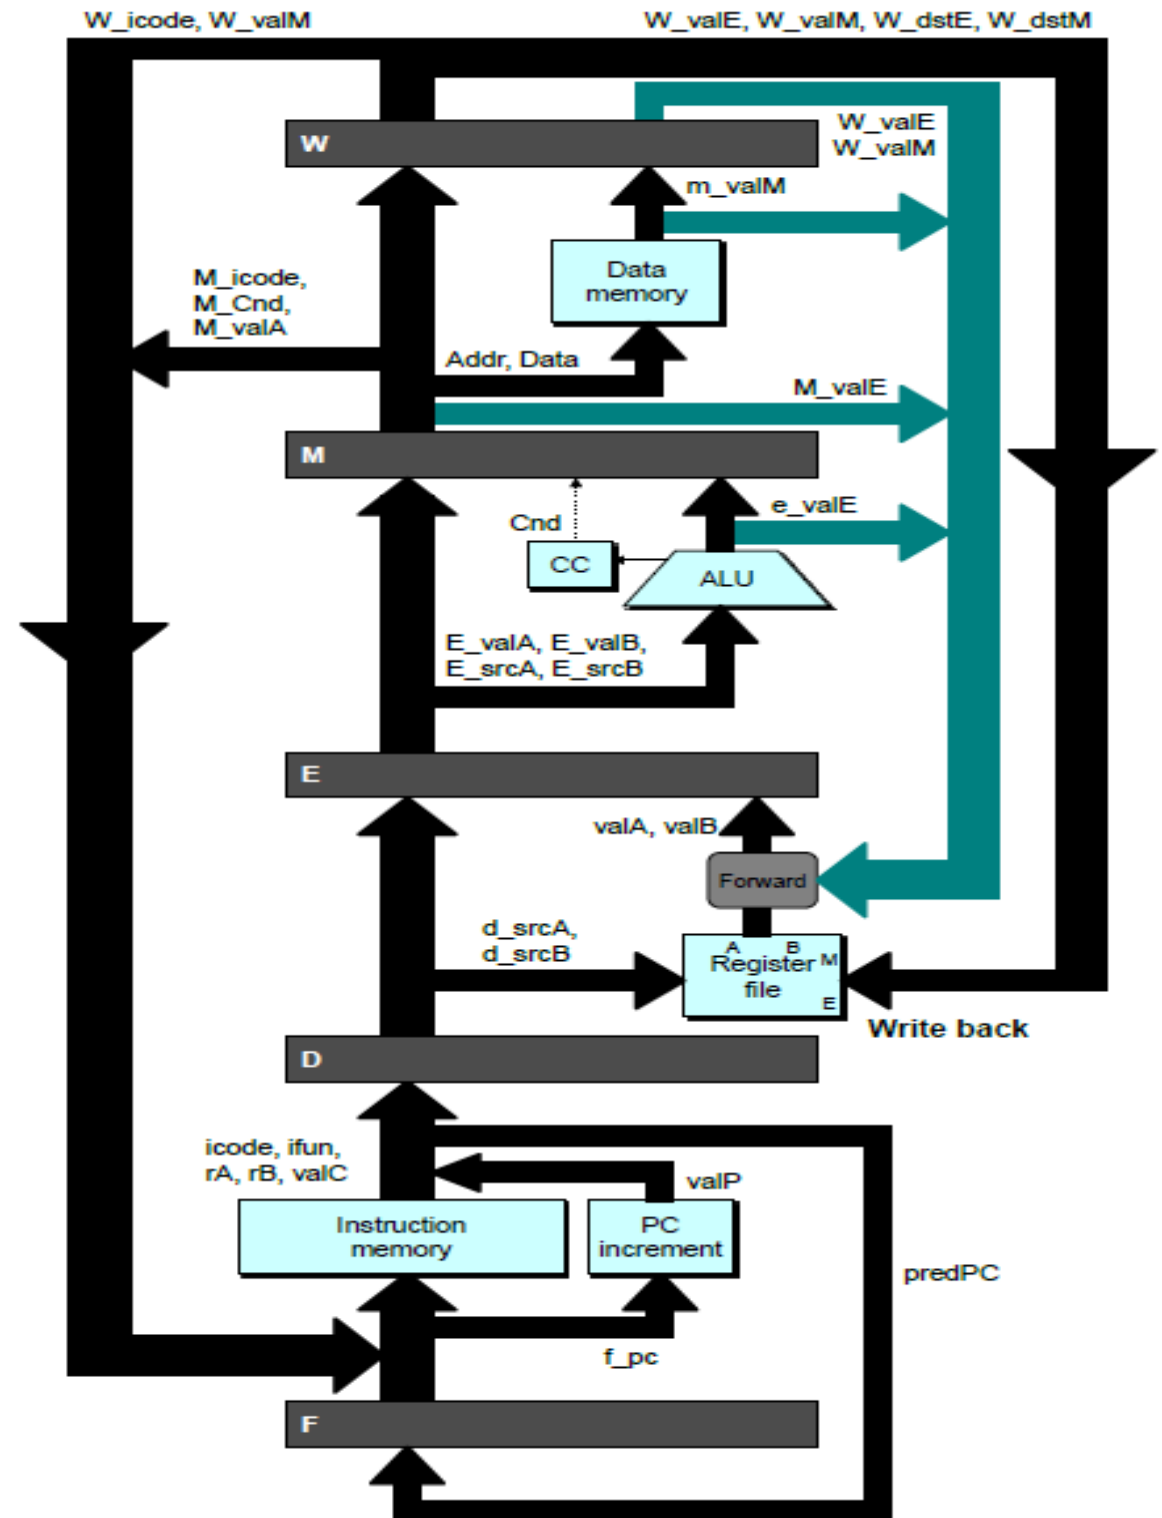 W_icode, W_valM
W_valE, W_valM, W_dstE, W_dstM
W
W_valE
W_valM
m_valM
Data
memory
M_icode,
M_Cnd,
M_valA
Addr, Data
M_valE
M
e_valE
Cnd
CC
ALU
E_valA, E_valB,
E_srcA, E_srcB
E
valA, valB
Forward
d_srcA,
d_srcB
A B
Register M
file
E
Write back
D
icode, ifun,
rA, rB, valC
valP
Instruction
memory
PC
increment
predPC
f_pc
F